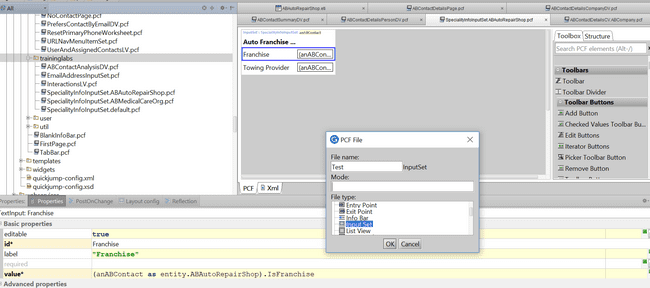 All
ABAutoRepairShop.eti
ABContactDetailsPage.pcf
ABContactDetailsCompanyDV.pcf
NoContactPage.pcf
PrefersContactByEmailDV.pcf
ResetPrimaryPhoneWorksheet.pcf
URLNavMenuItemSet.pcf
UserAndAssignedContactsLV.pcf
traininglabs
ABContactAnalysisDV.pcf
EmailAddressInputSet.pcf
InteractionsLV.pcf
SpecialityInfoInputSet.ABAutoRepairShop.pcf
SpecialityInfoInputSet.ABMedicalCareOrg.pcf
SpecialityInfoInputSet.default.pcf
user
util
BlankInfoBar.pcf
FirstPage.pcf
TabBar.pcf
templates
widgets
quickjump-config.xml
quickjump-config.xsd
ABContactSummaryDV.pcf
ABContactDetailsPersonDV.pcf
SpecialityInfoInputSet.ABAutoRepairShop.pcf
ABContactDetailsCV.ABCompany.pcf
Auto Franchise ...
Franchise
(anABCon...
Towing Provider
(anABCon...
PCF
Xml
Toolbox
Structure
Search PCF elements (Alt-/)
Toolbars
Toolbar
Toolbar Divider
Toolbar Buttons
Add Button
Checked Values Toolbar Bu...
Edit Buttons
Iterator Buttons
Picker Toolbar Button
Remove Button
PCF File
File name:
Test
InputSet
Mode:
File type:
Entry Point
Exit Point
Info Bar
Input Set
List View
OK
Cancel
Properties:
Properties
PostOnChange
Layout config
Reflection
TextInput: Franchise
Basic properties
editable
true
id*
Franchise
label
"Franchise"
required
value*
(anABContact as entity.ABAutoRepairShop).IsFranchise
Advanced properties